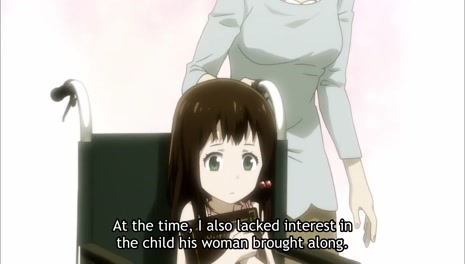 At the time, I also lacked interest in
the child his woman brought along.